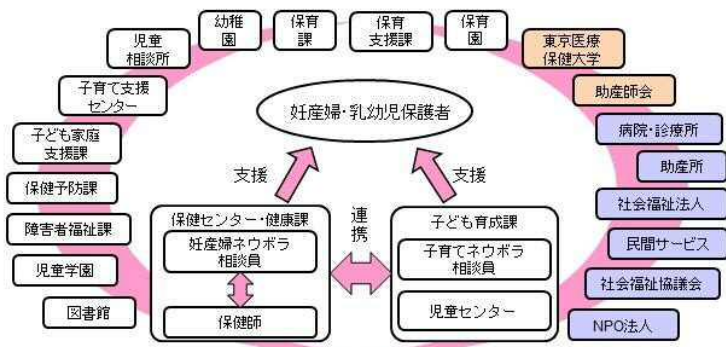 幼稚
園
保育
課
保育
支援課
保育
園
児童
相談所
東京医療
保健大学
子育て支援
センター
助産師会
妊産婦・乳幼児保護者
子ども家庭
支援課
病院・診療所
助産所
保健予防課
支援
支援
社会福祉法人
障害者福祉課
保健センター・健康課
妊産婦ネウボラ
相談員
保健師
連
携
子ども育成課
子育てネウボラ
相談員
児童センター
民間サービス
児童学園
社会福祉協議会
図書館
NPO法人